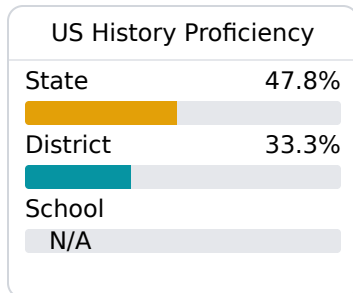 US History Proficiency
State 47.8%
District 33.3%
School
N/A